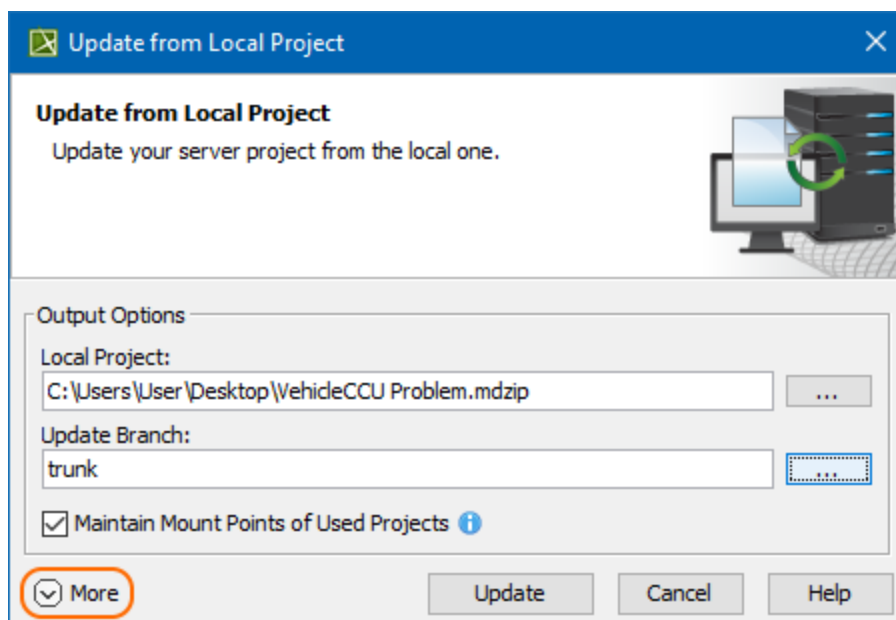 Update from Local Project
Update from Local Project
Update your server project from the local one.
Output Options
Local Project:
C:\Users\User\Desktop\VehicleCCU Problem.mdzip
...
Update Branch:
trunk
...
Maintain Mount Points of Used Projects
More
Update
Cancel
Help